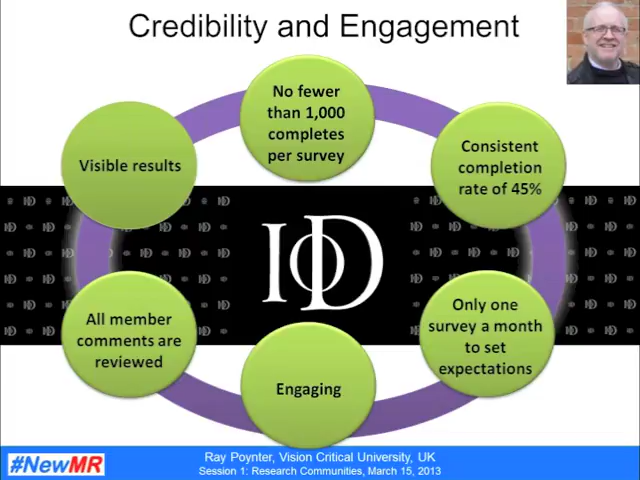 Credibility and Engagement
No fewer
than 1,000
completes
per survey
Consistent
completion
rate of 45%
Only one
survey a month
to set
expectations
Engaging
All member
comments are
reviewed
Visible results
IOD
#NewMR
Ray Poynter, Vision Critical University, UK
Session 1: Research Communities, March 15, 2013